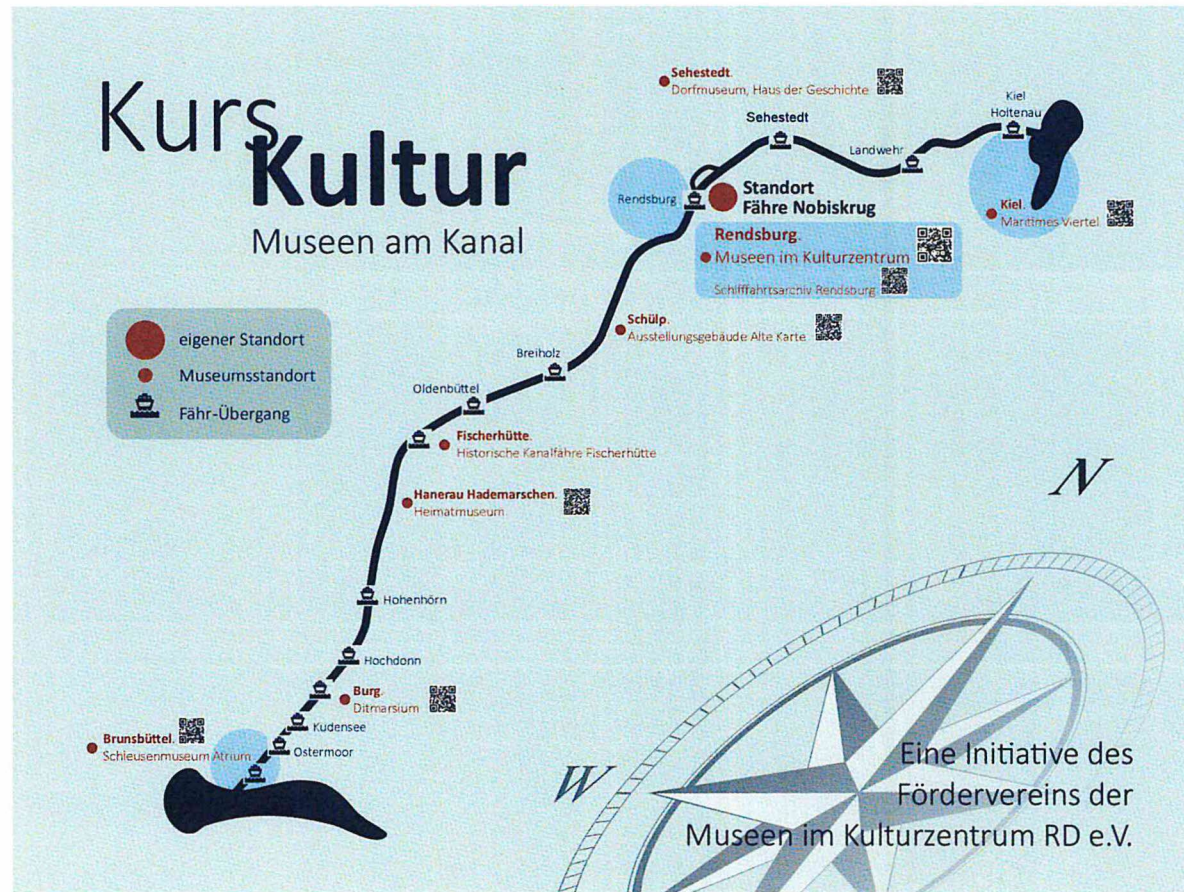 Kurs
Kultur
Museen am Kanal
eigener Standort
Museumsstandort
Fähr-Übergang
Sehestedt.
Dorfmuseum, Haus der Geschichte
Sehestedt
Landwehr
Kiel
Holtenau
Kiel.
Maritimes Viertel
Rendsburg
Standort
Fähre Nobiskrug
Rendsburg.
Museen im Kulturzentrum
Schifffahrtsarchiv Rendsburg
Schülp.
Ausstellungsgebäude Alte Karte
Breiholz
Oldenbüttel
Fischerhütte.
Historische Kanalfähre Fischerhütte
Hanerau Hademarschen.
Heimatmuseum
Hohenhörn
Hochdonn
Burg.
Ditmarsium
Kudensee
Ostermoor
Brunsbüttel.
Schleusenmuseum Atrium
N
W
Eine Initiative des
Fördervereins der
Museen im Kulturzentrum RD e.V.